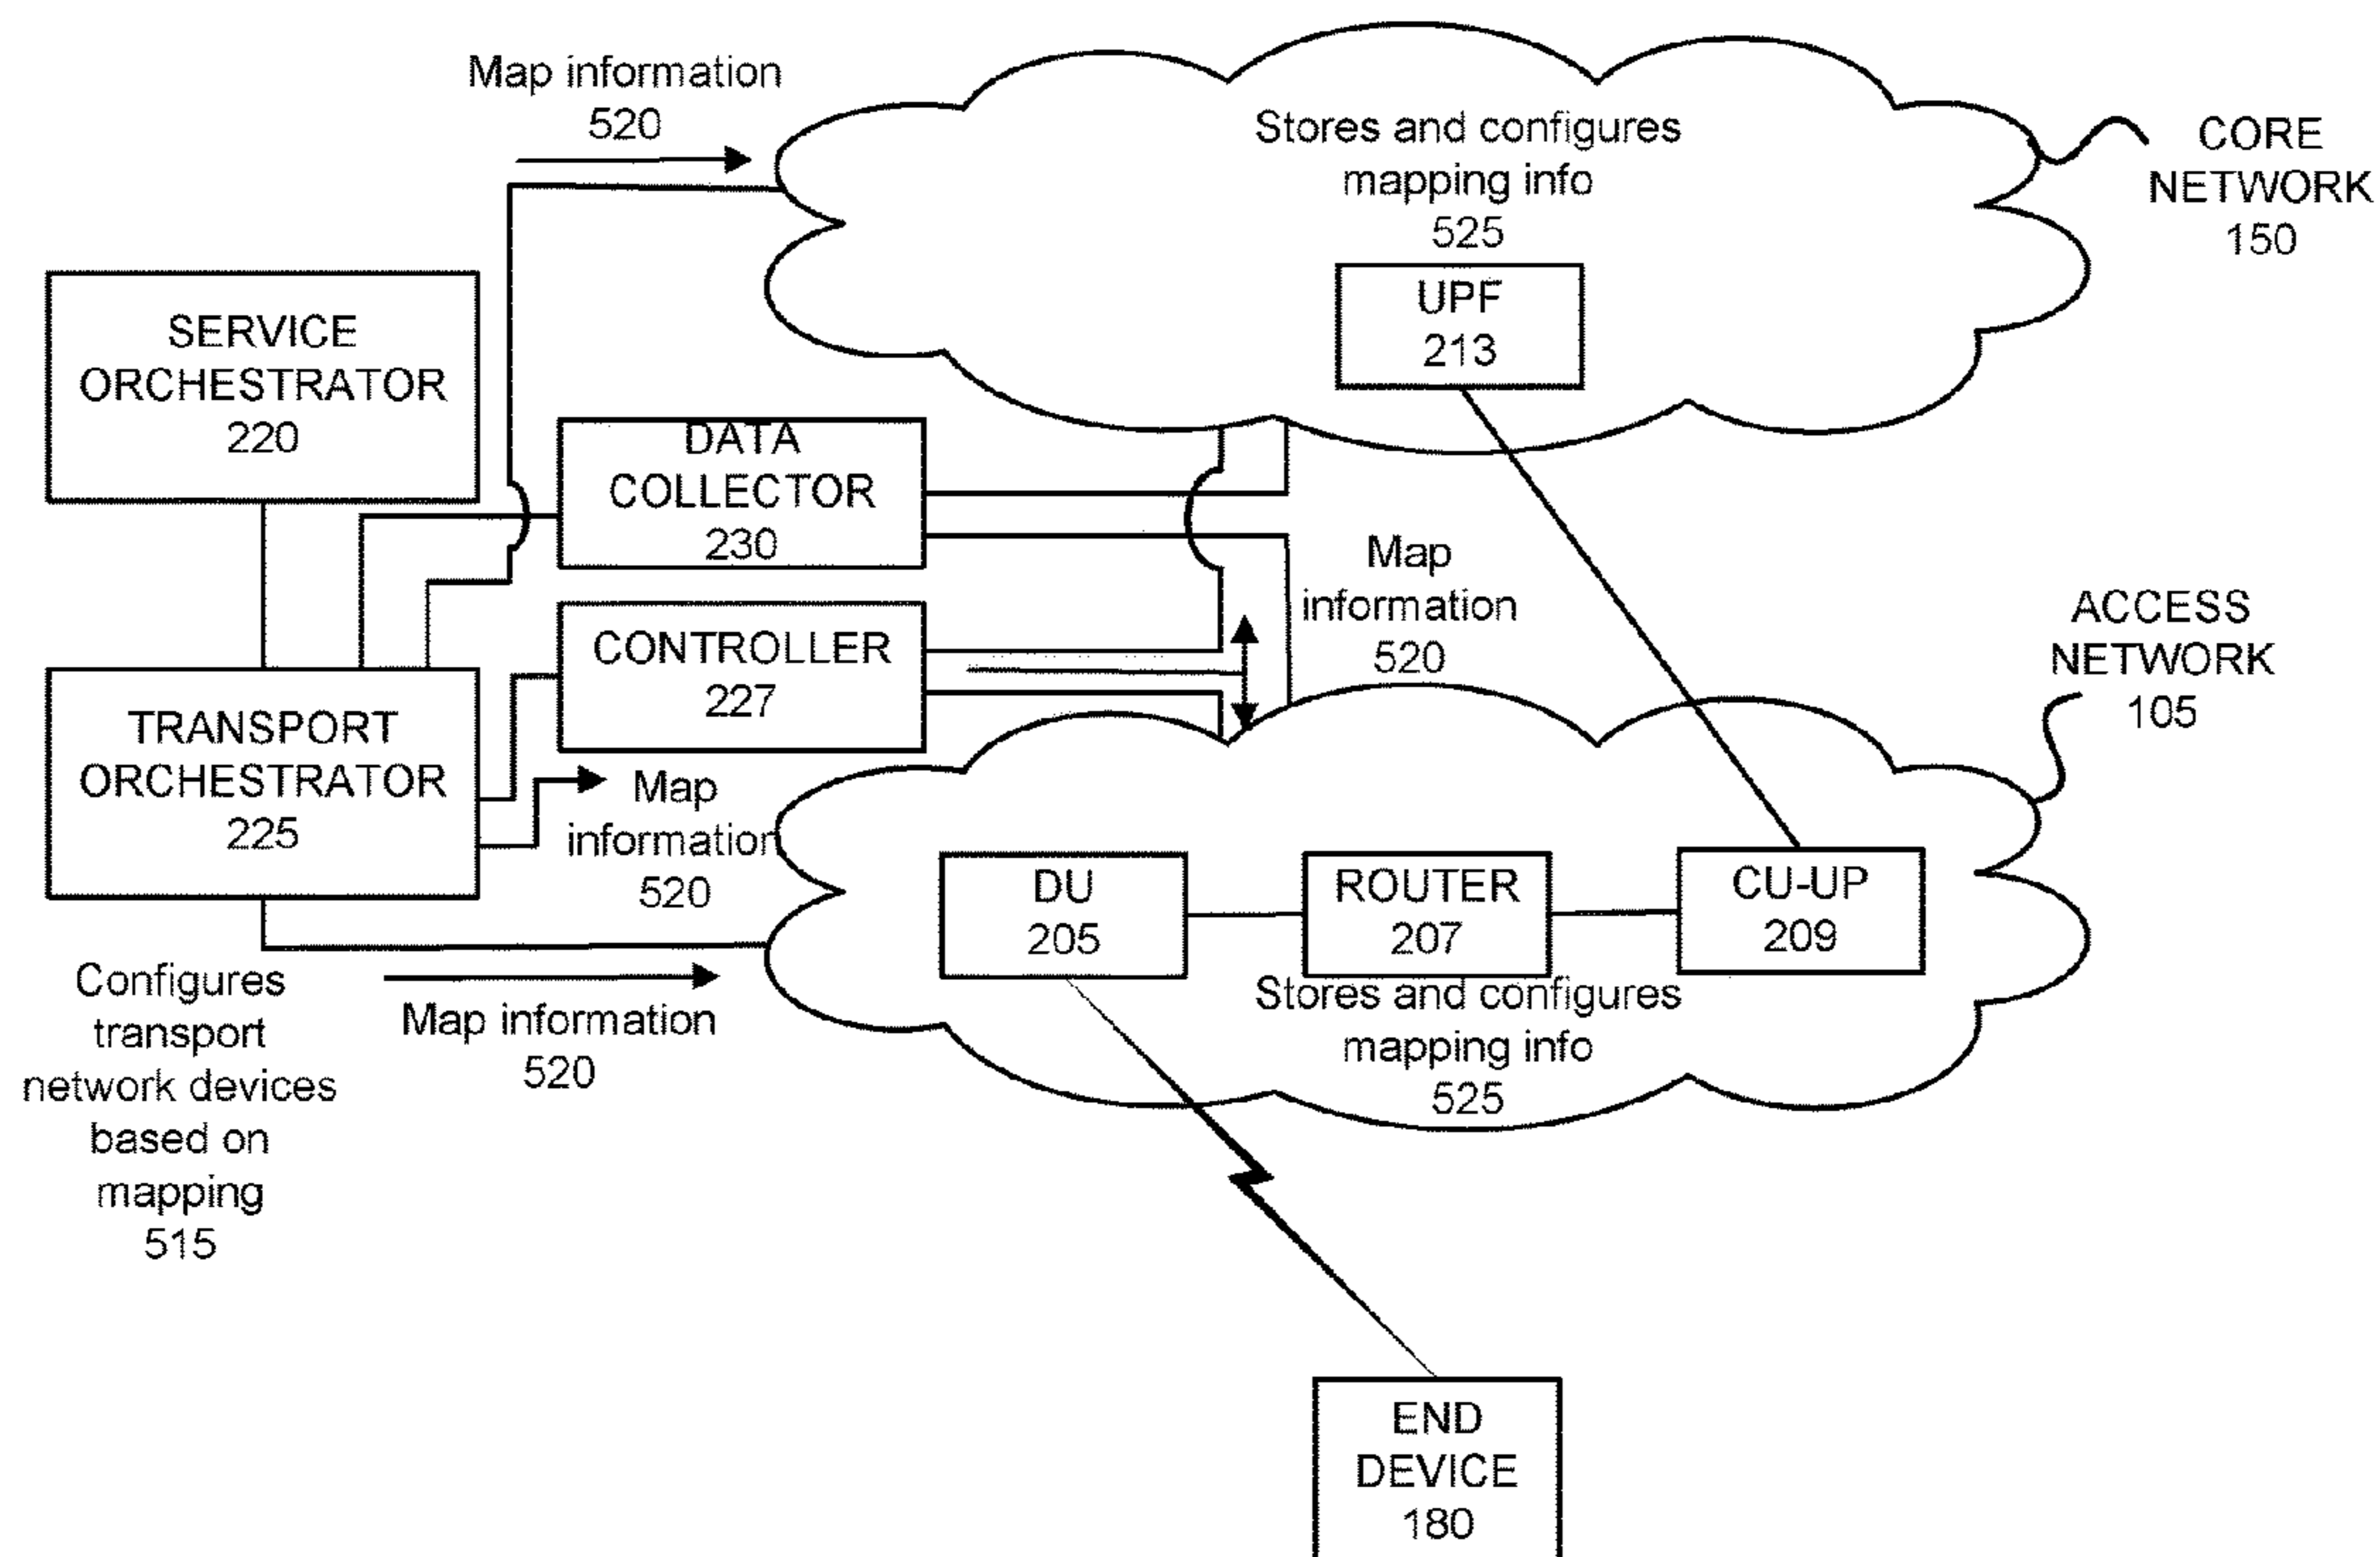 Map information
520
Stores and configures
mapping info
525
UPF
213
CORE
NETWORK
150
SERVICE
ORCHESTRATOR
220
DATA
COLLECTOR
230
Map
information
520
CONTROLLER
227
ACCESS
NETWORK
105
TRANSPORT
ORCHESTRATOR
225
Map
information
520
DU
205
ROUTER
207
CU-UP
209
Stores and configures
mapping info
525
Configures
transport
network devices
based on
mapping
515
Map information
520
END
DEVICE
180